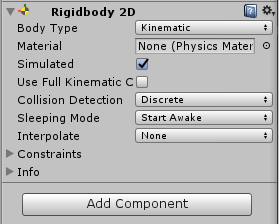 Rigidbody 2D
Body Type Kinematic
Material None (Physics Mater
Simulated
Use Full Kinematic C
Collision Detection Discrete
Sleeping Mode Start Awake
Interpolate None
Constraints
Info
Add Component